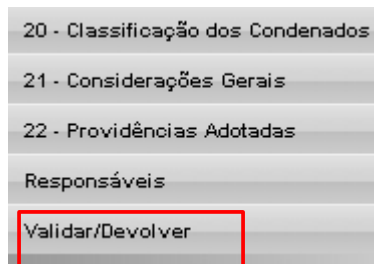 20 - Classificação dos Condenados
21 - Considerações Gerais
22 - Providências Adotadas
Responsáveis
Validar/Devolver